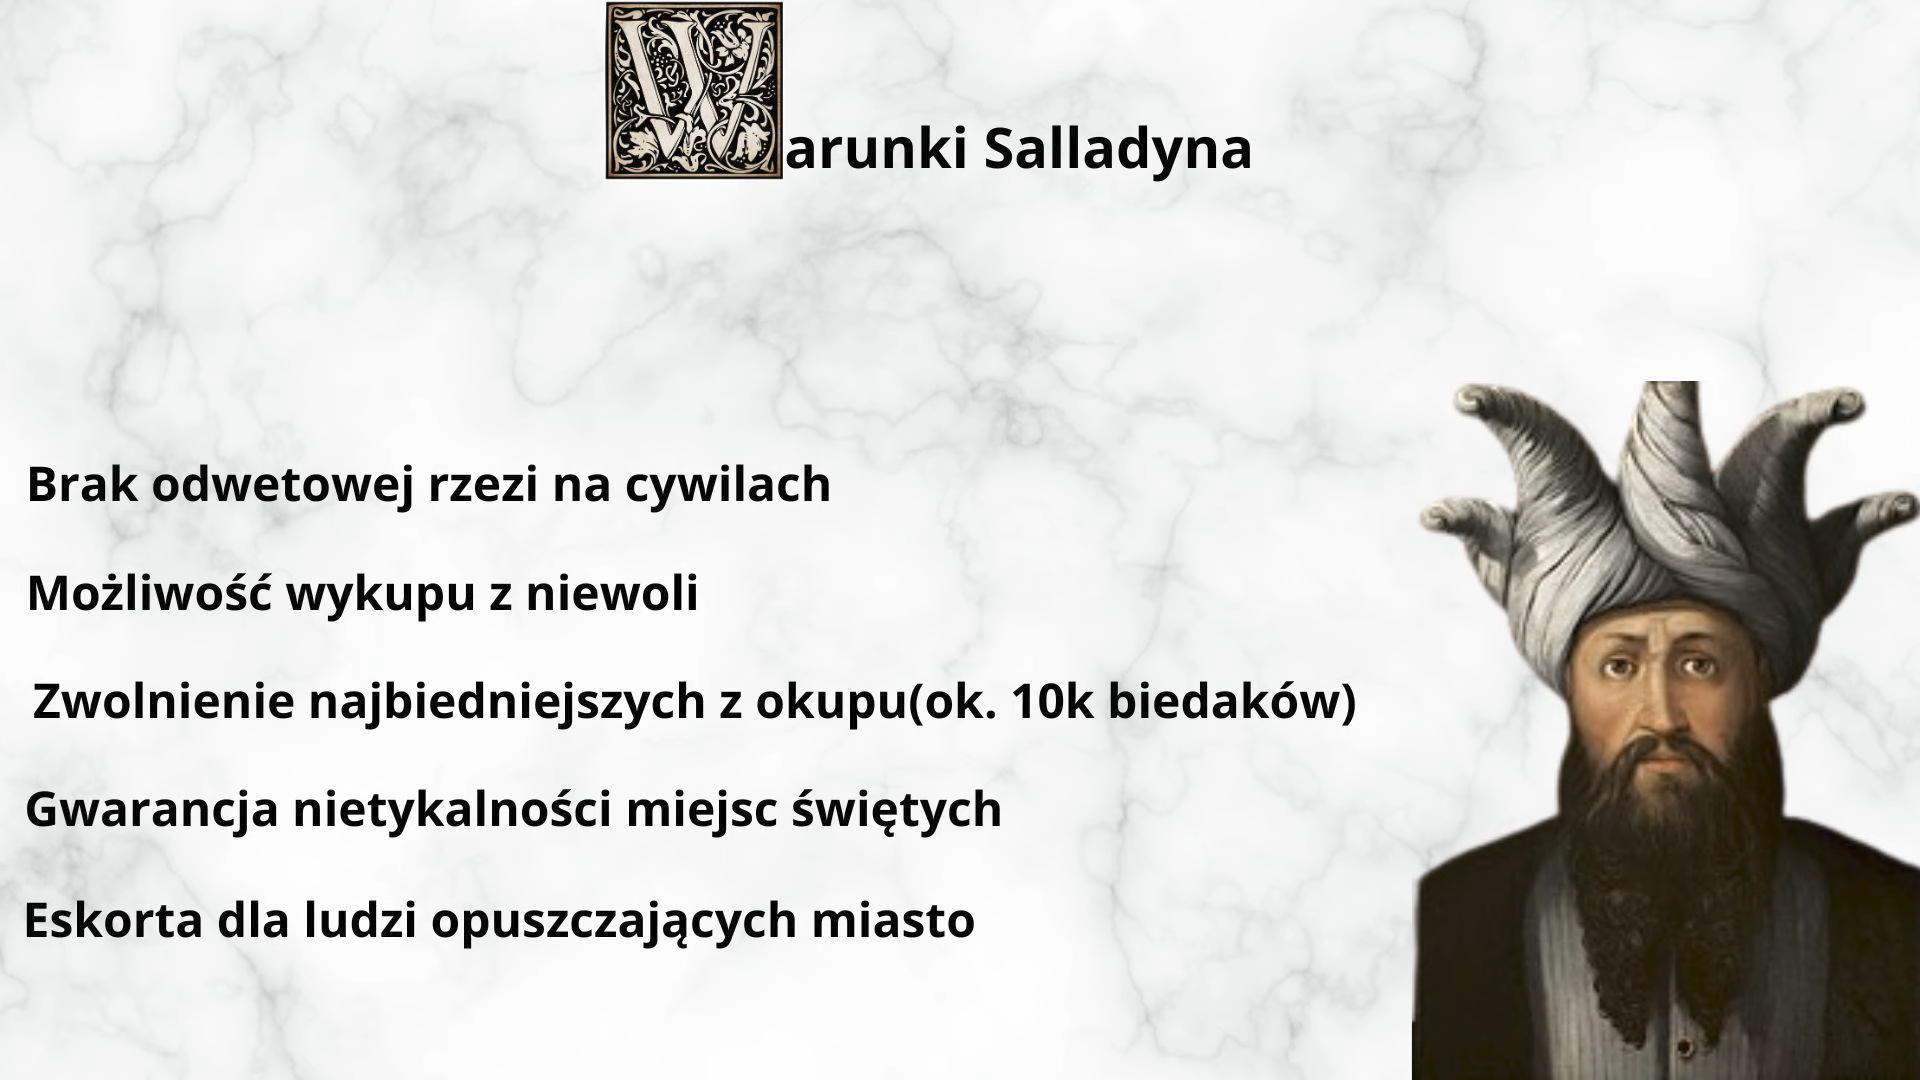 Warunki Salladyna
Brak odwetowej rzezi na cywilach
Możliwość wykupu z niewoli
Zwolnienie najbiedniejszych z okupu(ok. 10k biedaków)
Gwarancja nietykalności miejsc świętych
Eskorta dla ludzi opuszczających miasto